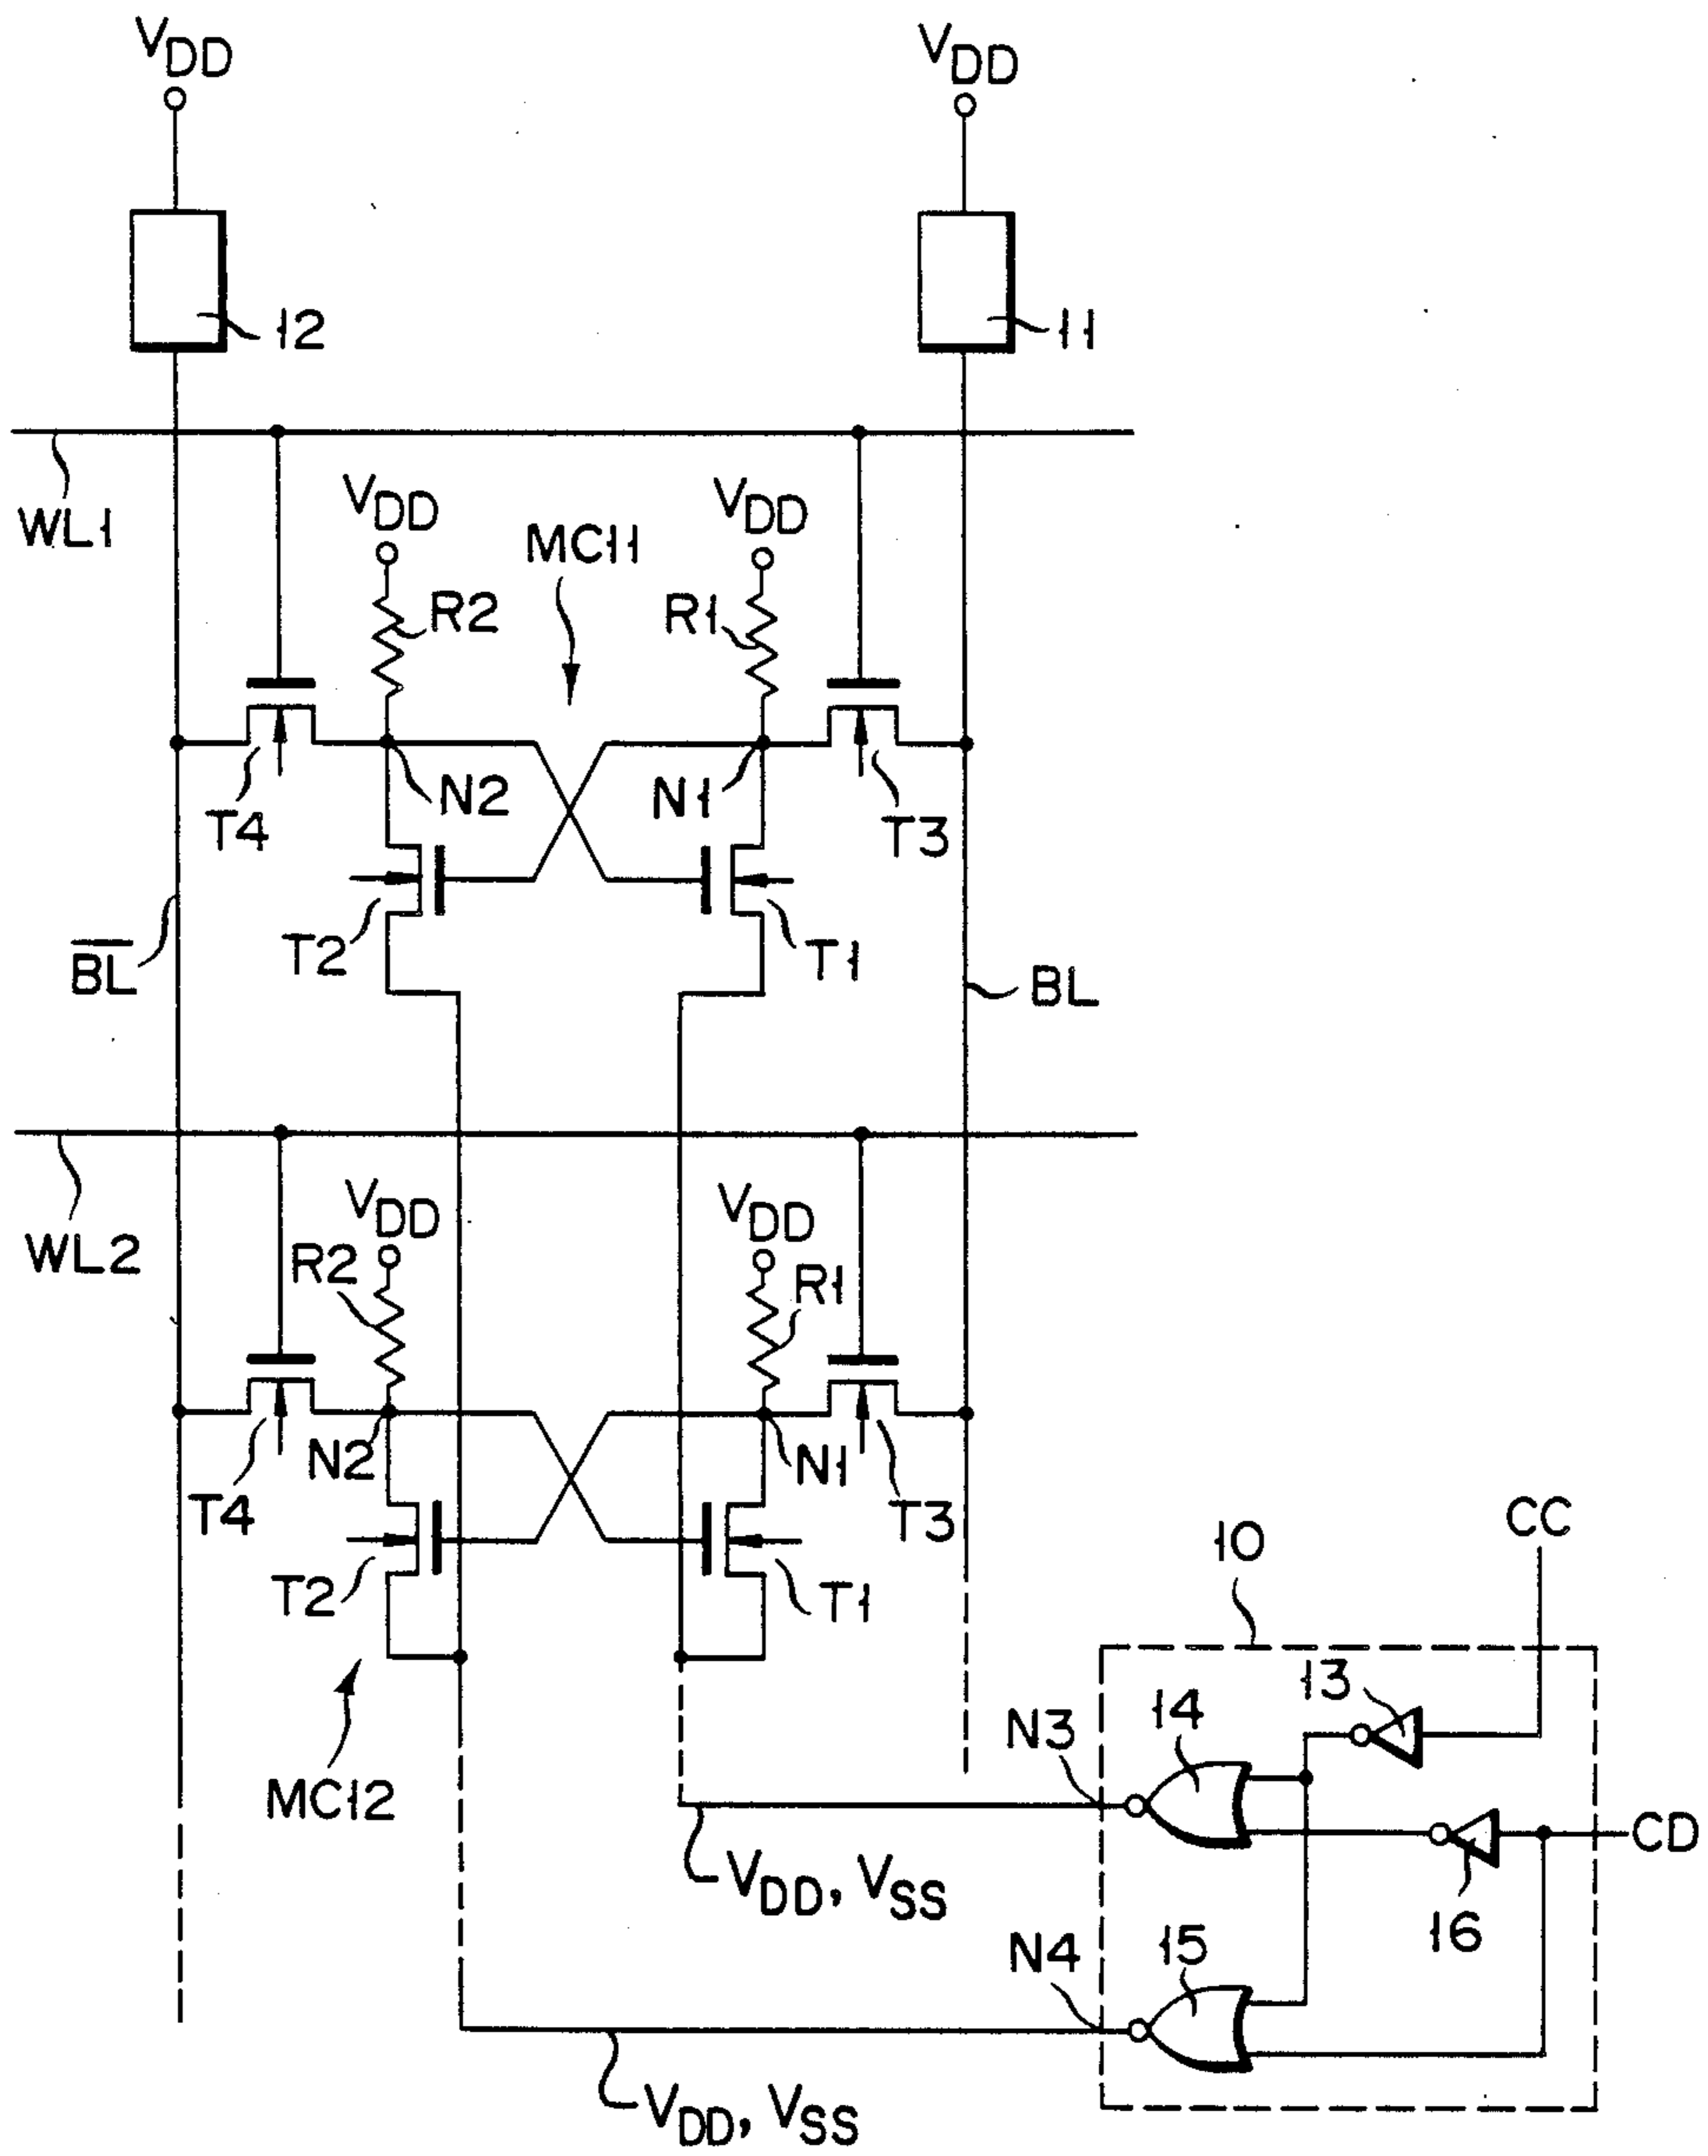 VDD VDD
12 11
WL1
VDD VDD
MC11
R2 R1
N2 N1
T4 T3
T2 T1
B̅L̅ BL
WL2
VDD VDD
R2 R1
N2 N1
T4 T3
CC
10
T2 T1
13
14
N3
MC12
CD
VDD, VSS
16
15
N4
VDD, VSS